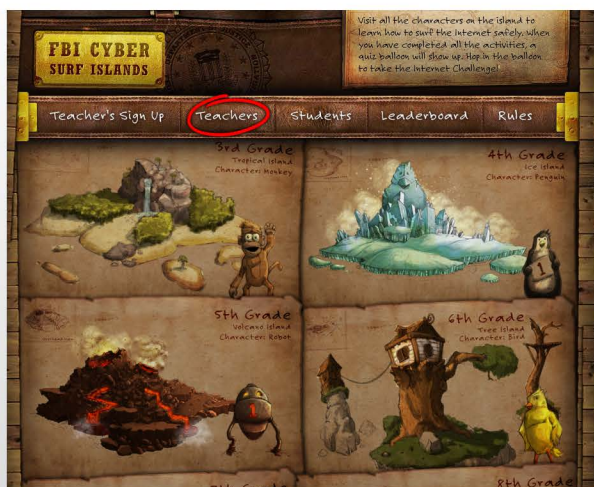 Visit all the characters on the island to
learn how to surf the Internet safely. When
you have completed all the activities, a
quiz balloon will show up. Hop in the balloon
to take the Internet Challenge!
FBI CYBER
SURF ISLANDS
Teacher's Sign Up Teachers Students Leaderboard Rules
3rd Grade
Tropical Island
Character: Monkey
4th Grade
Ice Island
Character: Penguin
1
5th Grade
Volcano Island
Character: Robot
1
6th Grade
Tree Island
Character: Bird
8th Grade